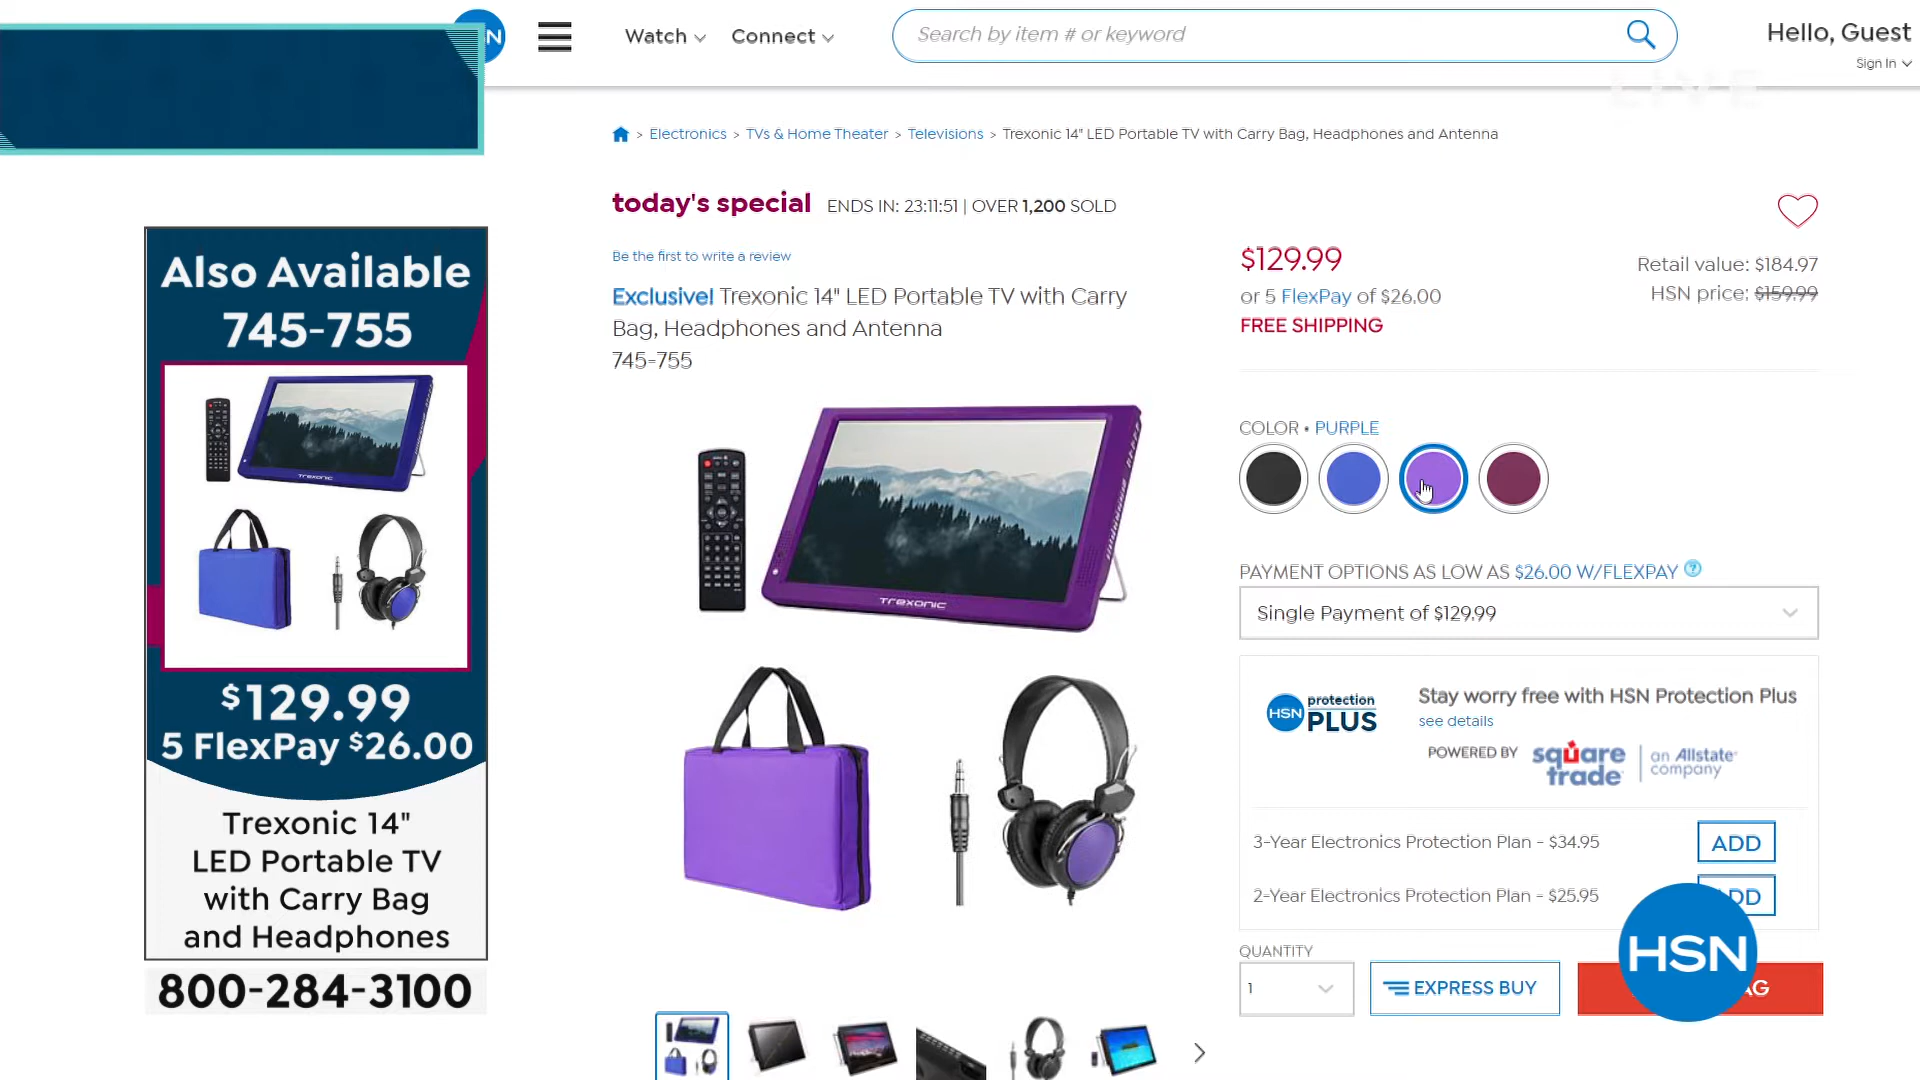 Watch
Connect
Search by item # or keyword
Hello, Guest
Sign In
LIVE
> Electronics > TVs & Home Theater > Televisions > Trexonic 14" LED Portable TV with Carry Bag, Headphones and Antenna
today's special ENDS IN: 23:11:51 | OVER 1,200 SOLD
Be the first to write a review
Exclusive! Trexonic 14" LED Portable TV with Carry
Bag, Headphones and Antenna
745-755
Also Available
745-755
Trexonic
$129.99
5 FlexPay $26.00
Trexonic 14"
LED Portable TV
with Carry Bag
and Headphones
800-284-3100
Trexonic
$129.99
or 5 FlexPay of $26.00
FREE SHIPPING
Retail value: $184.97
HSN price: $159.99
COLOR • PURPLE
PAYMENT OPTIONS AS LOW AS $26.00 W/FLEXPAY ?
Single Payment of $129.99
HSN protection PLUS
Stay worry free with HSN Protection Plus
see details
POWERED BY square trade | an Allstate company
3-Year Electronics Protection Plan - $34.95
ADD
2-Year Electronics Protection Plan - $25.95
QUANTITY
1
EXPRESS BUY
HSN